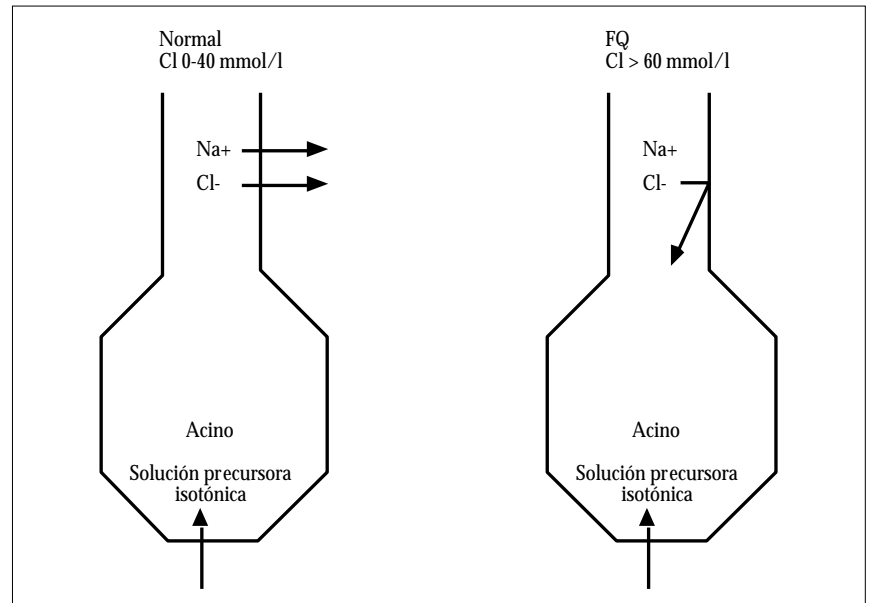 Normal
Cl 0-40 mmol/l
Na+
Cl-
Acino
Solución precursora
isotónica
FQ
Cl > 60 mmol/l
Na+
Cl-
Acino
Solución precursora
isotónica